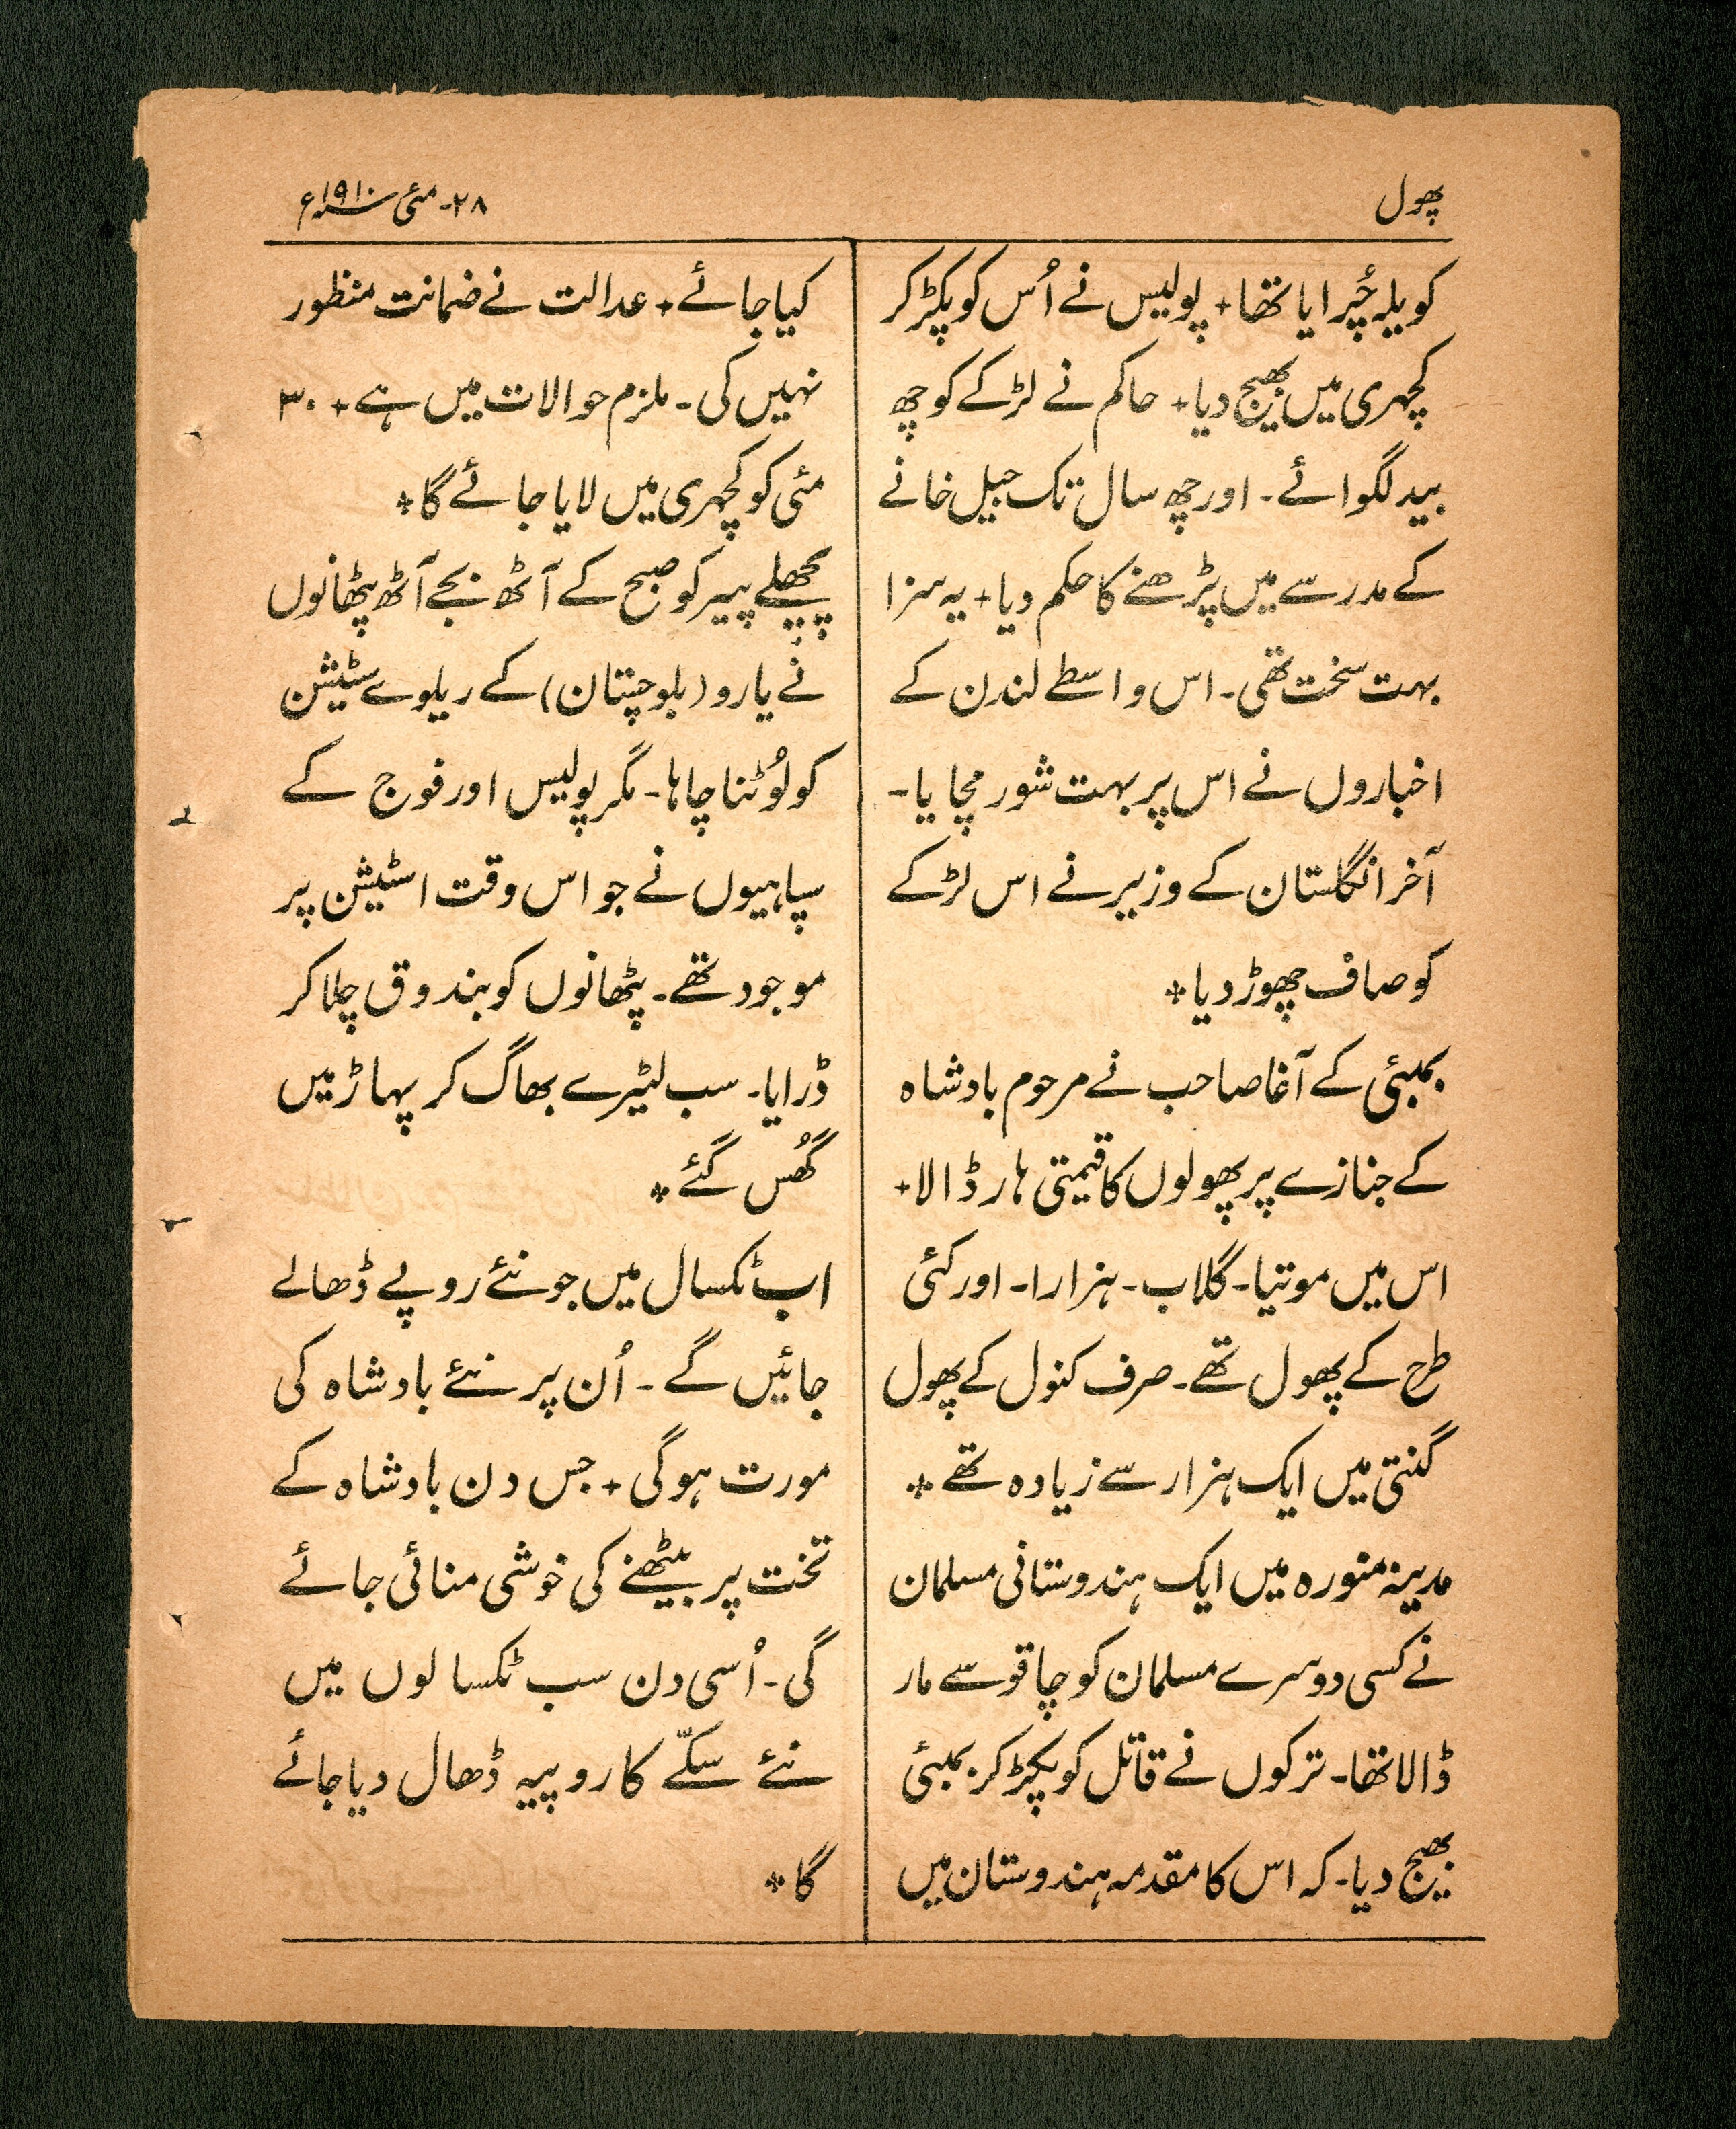 پھول
۲۸۔ مئی سنہ ۱۹۱۰ء
کویلہ چُرایا تھا + پولیس نے اُس کو پکڑ کر
کچہری میں بھیج دیا + حاکم نے لڑکے کو چھ
بید لگوائے۔ اور چھ سال تک جیل خانے
کے مدرسے میں پڑھنے کا حکم دیا + یہ سزا
بہت سخت تھی۔ اس واسطے لندن کے
اخباروں نے اس پر بہت شور مچایا۔
آخر انگلستان کے وزیر نے اس لڑکے
کو صاف چھوڑ دیا ❖
بمبئی کے آغا صاحب نے مرحوم بادشاہ
کے جنازے پر پھولوں کا قیمتی ہار ڈالا +
اس میں موتیا۔ گلاب۔ ہزارا۔ اور کئی
طرح کے پھول تھے۔ صرف کنول کے پھول
گنتی میں ایک ہزار سے زیادہ تھے ❖
مدینہ منورہ میں ایک ہندوستانی مسلمان
نے کسی دوسرے مسلمان کو چاقو سے مار
ڈالا تھا۔ ترکوں نے قاتل کو پکڑ کر بمبئی
بھیج دیا۔ کہ اس کا مقدمہ ہندوستان میں
کیا جائے + عدالت نے ضمانت منظور
نہیں کی۔ ملزم حوالات میں ہے + ۳۰
مئی کو کچہری میں لایا جائے گا ❖
پچھلے پیر کو صبح کے آٹھ بجے آٹھ پٹھانوں
نے یارو (بلوچستان) کے ریلوے سٹیشن
کو لُوٹنا چاہا۔ مگر پولیس اور فوج کے
سپاہیوں نے جو اس وقت اسٹیشن پر
موجود تھے۔ پٹھانوں کو بندوق چلا کر
ڈرایا۔ سب لٹیرے بھاگ کر پہاڑ میں
گھُس گئے ❖
اب ٹکسال میں جو نئے روپے ڈھالے
جائیں گے۔ اُن پر نئے بادشاہ کی
مورت ہوگی + جس دن بادشاہ کے
تخت پر بیٹھنے کی خوشی منائی جائے
گی۔ اُسی دن سب ٹکسالوں میں
نئے سکّے کا روپیہ ڈھال دیا جائے
گا ❖